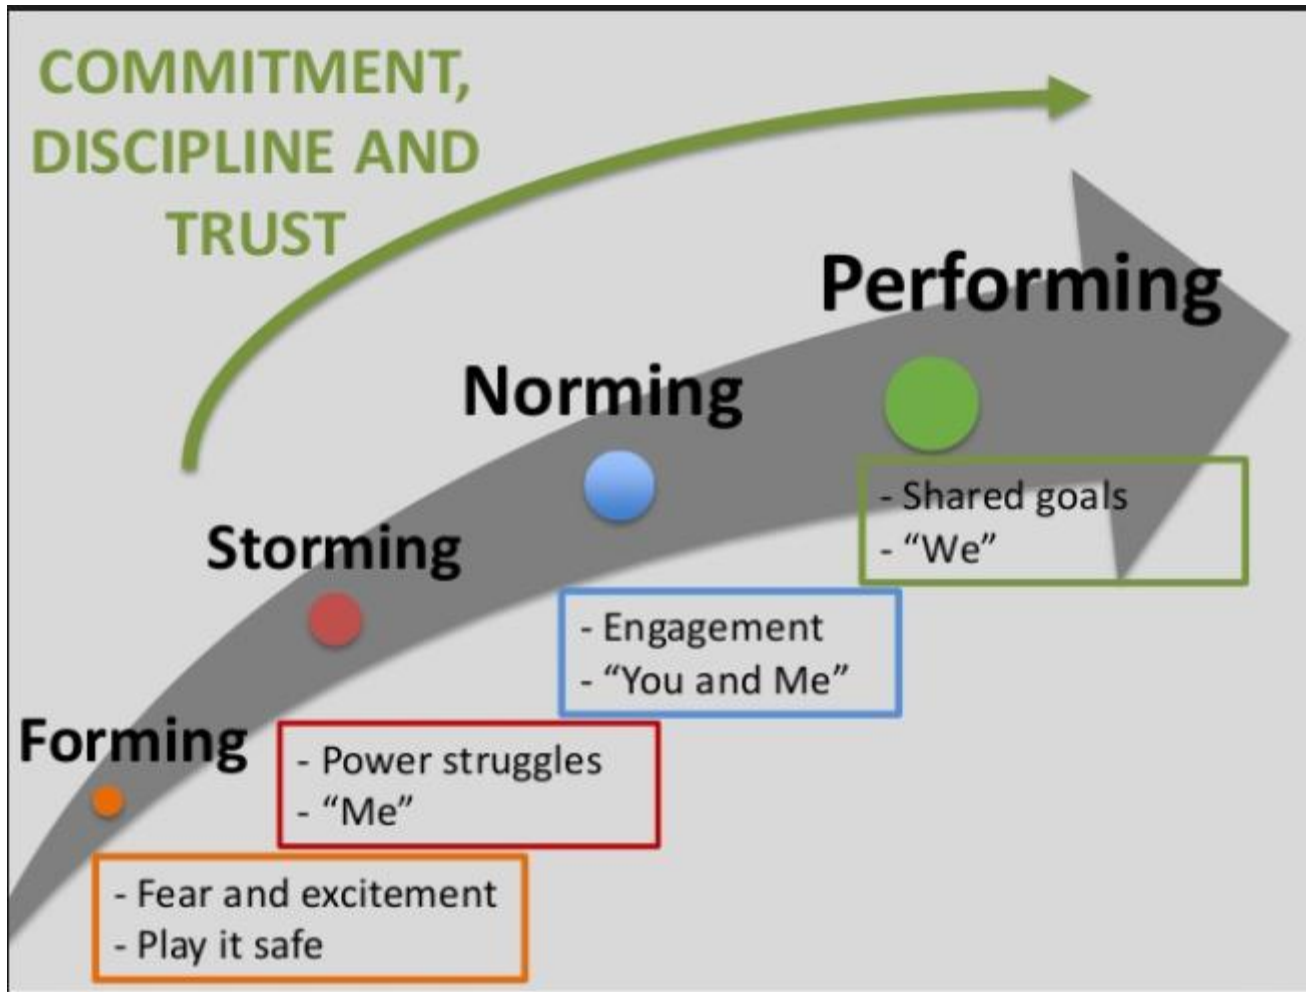 COMMITMENT,
DISCIPLINE AND
TRUST
Performing
- Shared goals
- “We”
Norming
- Engagement
- “You and Me”
Storming
- Power struggles
- “Me”
Forming
- Fear and excitement
- Play it safe